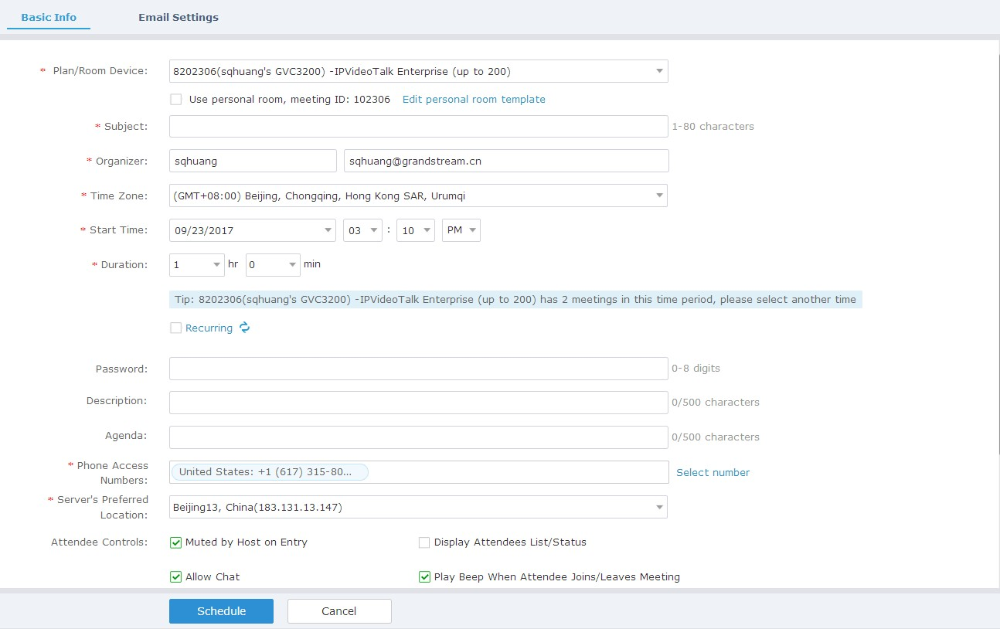 Basic Info Email Settings
* Plan/Room Device: 8202306(sqhuang's GVC3200) -IPVideoTalk Enterprise (up to 200)
Use personal room, meeting ID: 102306 Edit personal room template
* Subject: 1-80 characters
* Organizer: sqhuang sqhuang@grandstream.cn
* Time Zone: (GMT+08:00) Beijing, Chongqing, Hong Kong SAR, Urumqi
* Start Time: 09/23/2017 03 : 10 PM
* Duration: 1 hr 0 min
Tip: 8202306(sqhuang's GVC3200) -IPVideoTalk Enterprise (up to 200) has 2 meetings in this time period, please select another time
Recurring
Password: 0-8 digits
Description: 0/500 characters
Agenda: 0/500 characters
* Phone Access
Numbers: United States: +1 (617) 315-80... Select number
* Server's Preferred
Location: Beijing13, China(183.131.13.147)
Attendee Controls: Muted by Host on Entry Display Attendees List/Status
Allow Chat Play Beep When Attendee Joins/Leaves Meeting
Schedule Cancel